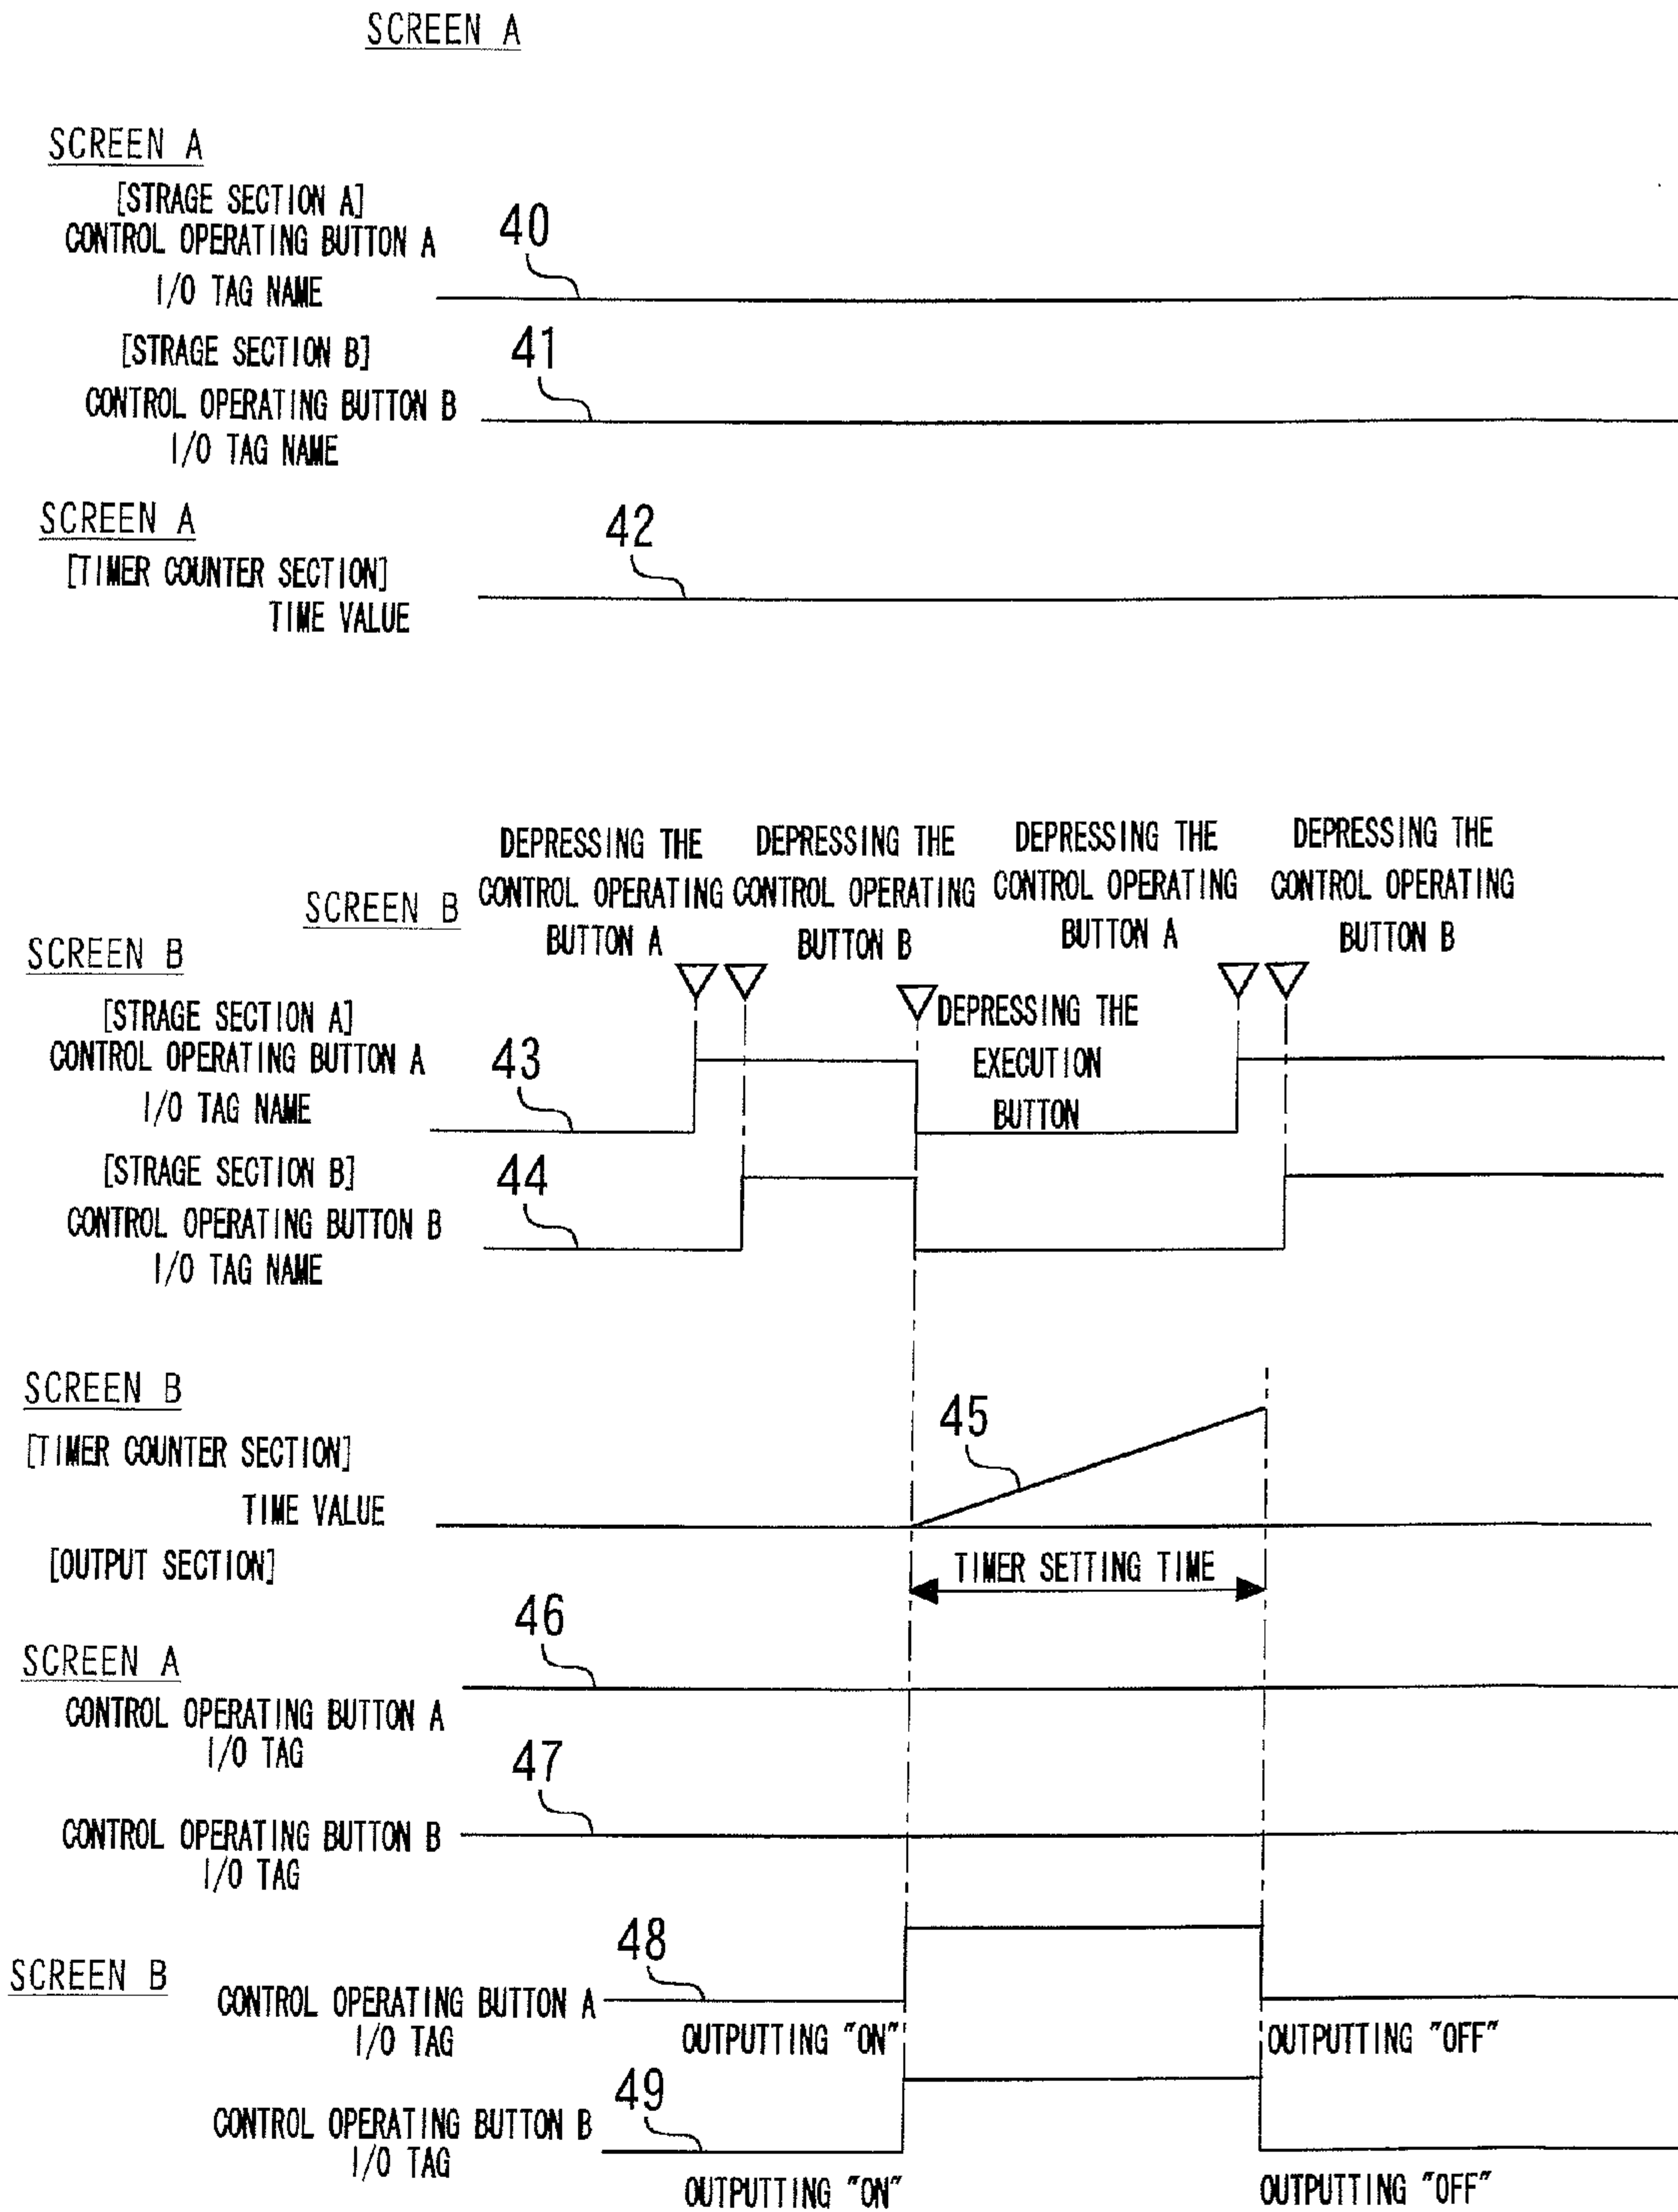 SCREEN A
SCREEN A
[STRAGE SECTION A]
CONTROL OPERATING BUTTON A
I/O TAG NAME
40
[STRAGE SECTION B]
CONTROL OPERATING BUTTON B
I/O TAG NAME
41
SCREEN A
[TIMER COUNTER SECTION]
TIME VALUE
42
SCREEN B
DEPRESSING THE
CONTROL OPERATING
BUTTON A
DEPRESSING THE
CONTROL OPERATING
BUTTON B
DEPRESSING THE
CONTROL OPERATING
BUTTON A
DEPRESSING THE
CONTROL OPERATING
BUTTON B
SCREEN B
[STRAGE SECTION A]
CONTROL OPERATING BUTTON A
I/O TAG NAME
43
DEPRESSING THE
EXECUTION
BUTTON
[STRAGE SECTION B]
CONTROL OPERATING BUTTON B
I/O TAG NAME
44
SCREEN B
[TIMER COUNTER SECTION]
TIME VALUE
45
[OUTPUT SECTION]
TIMER SETTING TIME
46
SCREEN A
CONTROL OPERATING BUTTON A
I/O TAG
47
CONTROL OPERATING BUTTON B
I/O TAG
48
SCREEN B
CONTROL OPERATING BUTTON A
I/O TAG
OUTPUTTING "ON"
OUTPUTTING "OFF"
49
CONTROL OPERATING BUTTON B
I/O TAG
OUTPUTTING "ON"
OUTPUTTING "OFF"